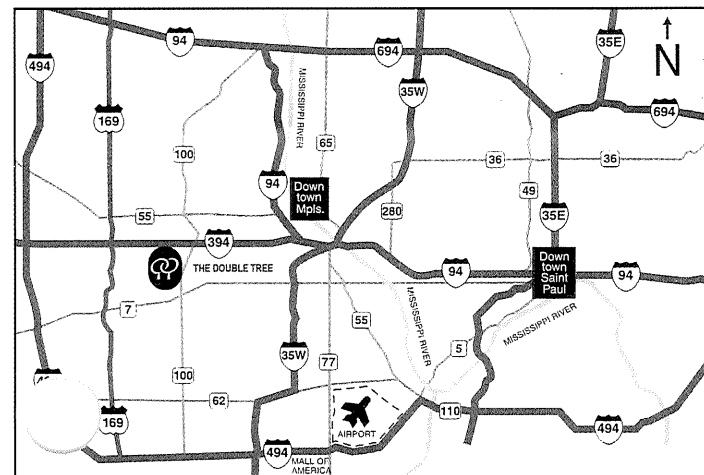 94
694
35E
N
494
35W
694
169
MISSISSIPPI RIVER
65
100
36
36
94
49
Down
town
Mpls.
55
280
35E
394
THE DOUBLE TREE
Down
town
Saint
Paul
94
94
7
55
MISSISSIPPI RIVER
MISSISSIPPI RIVER
5
35W
77
100
62
110
169
AIRPORT
494
494
MALL OF
AMERICA